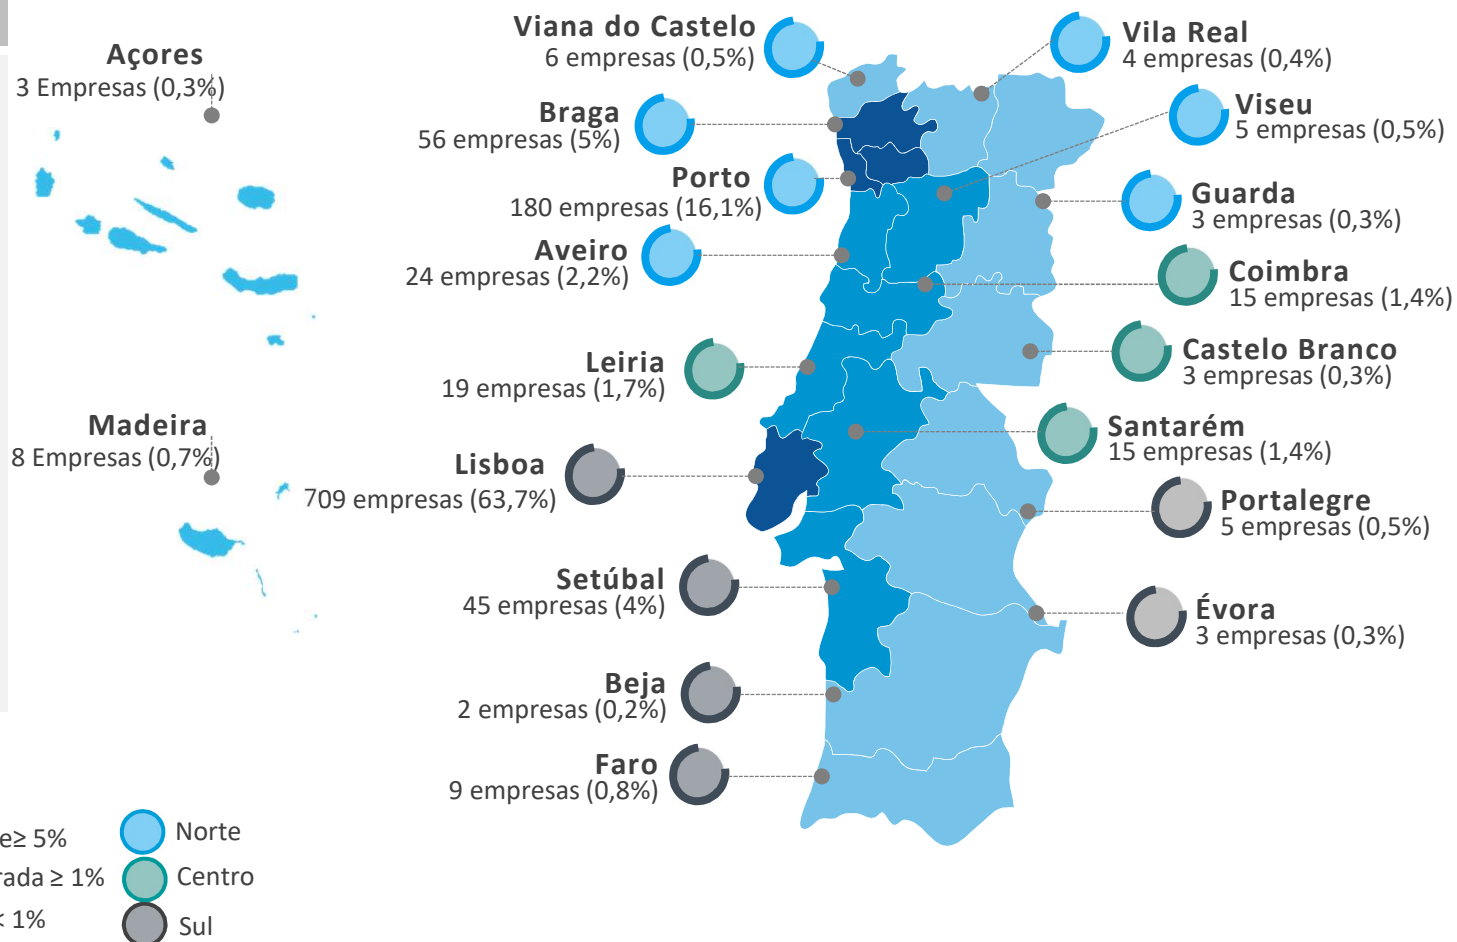 Açores
3 Empresas (0,3%)
Madeira
8 Empresas (0,7%)
Viana do Castelo
6 empresas (0,5%)
Braga
56 empresas (5%)
Porto
180 empresas (16,1%)
Aveiro
24 empresas (2,2%)
Leiria
19 empresas (1,7%)
Lisboa
709 empresas (63,7%)
Setúbal
45 empresas (4%)
Beja
2 empresas (0,2%)
Faro
9 empresas (0,8%)
Vila Real
4 empresas (0,4%)
Viseu
5 empresas (0,5%)
Guarda
3 empresas (0,3%)
Coimbra
15 empresas (1,4%)
Castelo Branco
3 empresas (0,3%)
Santarém
15 empresas (1,4%)
Portalegre
5 empresas (0,5%)
Évora
3 empresas (0,3%)
e≥ 5%
rada ≥ 1%
< 1%
Norte
Centro
Sul